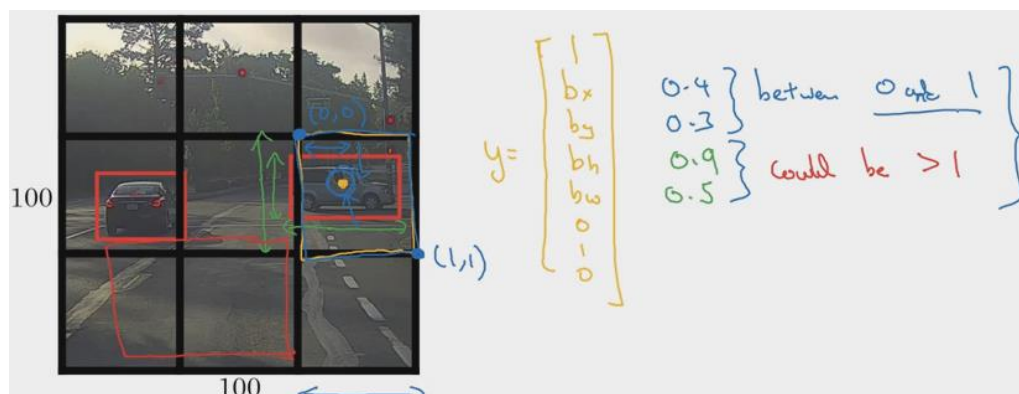 (0,0)
100
(1,1)
100
y=
1
bx
by
bh
bw
0
1
0
0.4
0.3
0.9
0.5
between 0 and 1
could be >1